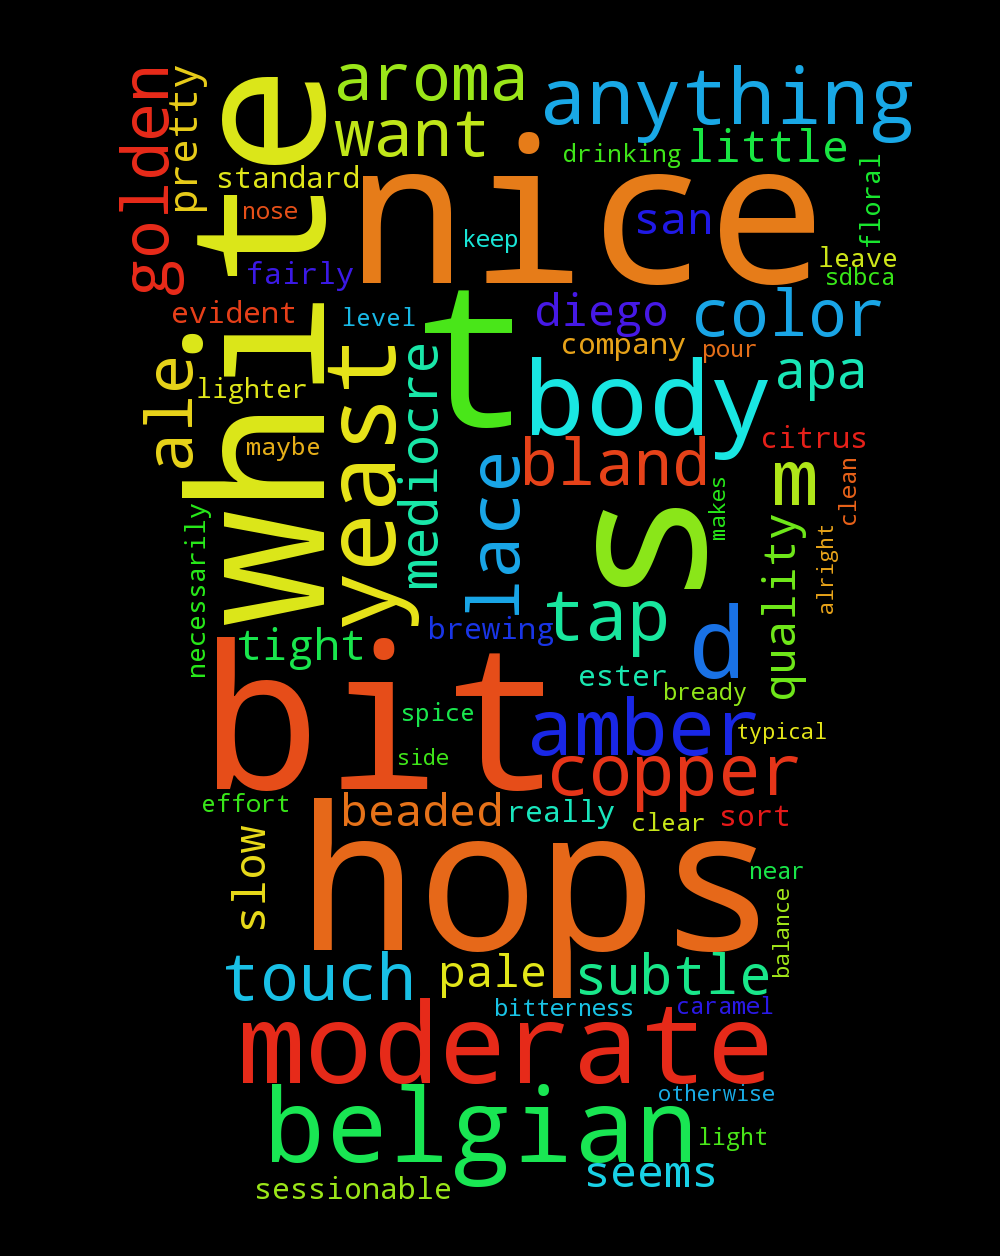 golden
pretty
white
aroma
want
anything
drinking
little
standard
nose
nice
keep
san
floral
leave
sdbca
fairly
evident
level
t
diego
color
company
pour
apa
ale
lighter
maybe
yeast
mediocre
body
bland
citrus
lace
m
clean
makes
s
quality
alright
necessarily
tight
brewing
tap
d
ester
bready
bit
spice
side
amber
typical
copper
effort
beaded
really
clear
sort
slow
hops
near
balance
touch
pale
subtle
bitterness
caramel
moderate
otherwise
belgian
light
seems
sessionable